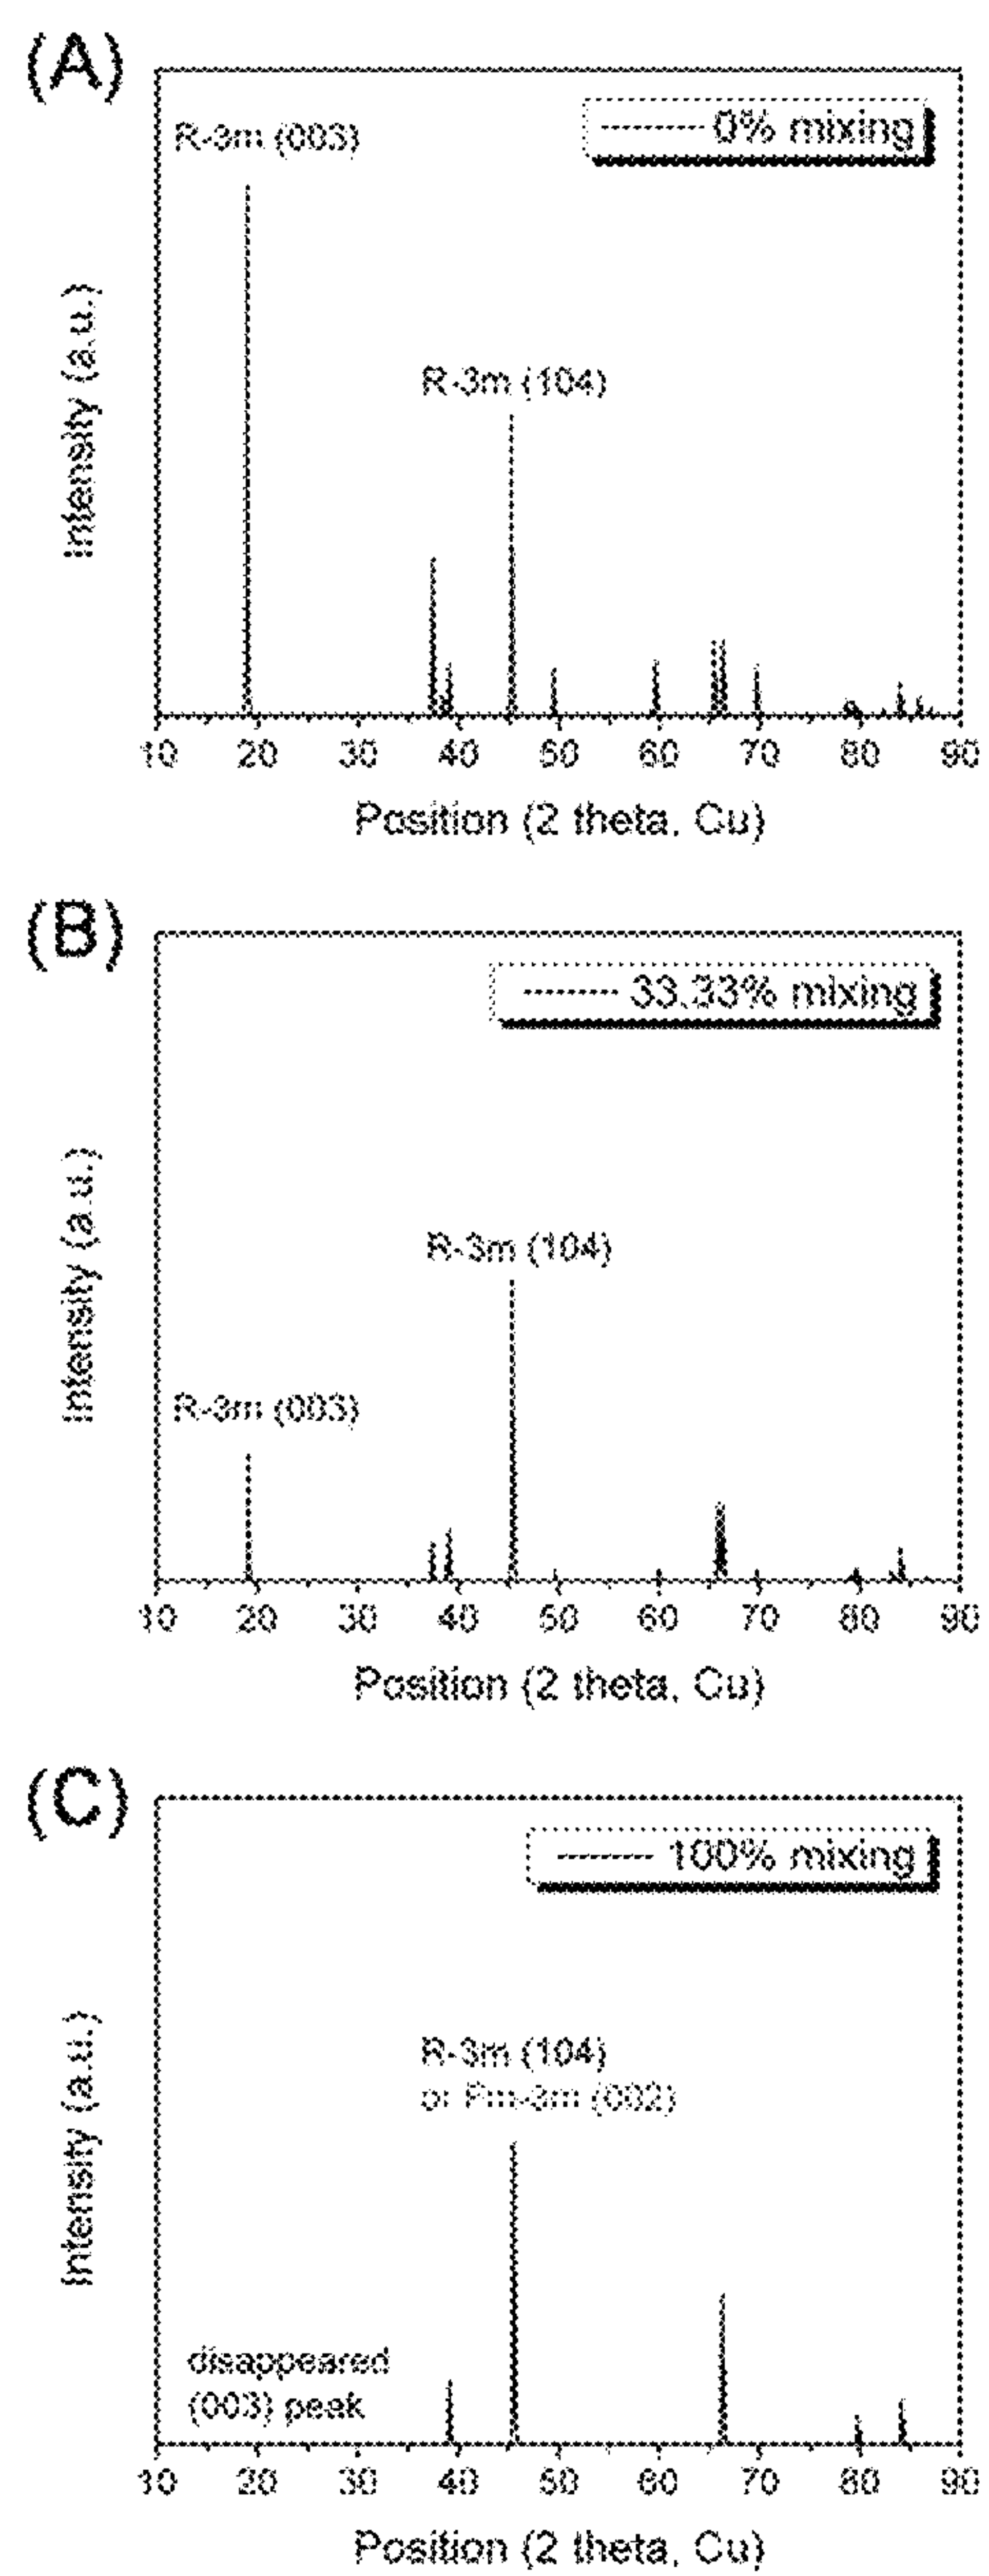 (A)
R-3m (003)
0% mixing
R-3m (104)
Intensity (a.u.)
10 20 30 40 50 60 70 80 90
Position (2 theta, Cu)
(B)
33.33% mixing
R-3m (104)
R-3m (003)
Intensity (a.u.)
10 20 30 40 50 60 70 80 90
Position (2 theta, Cu)
(C)
100% mixing
R-3m (104)
or Fm-3m (002)
Intensity (a.u.)
disappeared
(003) peak
10 20 30 40 50 60 70 80 90
Position (2 theta, Cu)